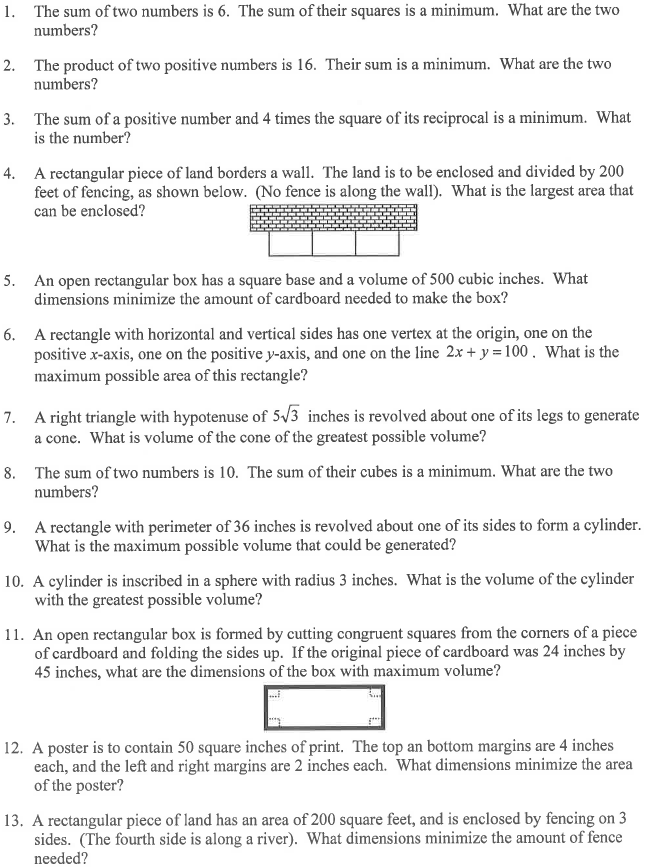 1. The sum of two numbers is 6. The sum of their squares is a minimum. What are the two
numbers?
2. The product of two positive numbers is 16. Their sum is a minimum. What are the two
numbers?
3. The sum of a positive number and 4 times the square of its reciprocal is a minimum. What
is the number?
4. A rectangular piece of land borders a wall. The land is to be enclosed and divided by 200
feet of fencing, as shown below. (No fence is along the wall). What is the largest area that
can be enclosed?
5. An open rectangular box has a square base and a volume of 500 cubic inches. What
dimensions minimize the amount of cardboard needed to make the box?
6. A rectangle with horizontal and vertical sides has one vertex at the origin, one on the
positive x-axis, one on the positive y-axis, and one on the line 2x + y = 100 . What is the
maximum possible area of this rectangle?
7. A right triangle with hypotenuse of 5√3 inches is revolved about one of its legs to generate
a cone. What is volume of the cone of the greatest possible volume?
8. The sum of two numbers is 10. The sum of their cubes is a minimum. What are the two
numbers?
9. A rectangle with perimeter of 36 inches is revolved about one of its sides to form a cylinder.
What is the maximum possible volume that could be generated?
10. A cylinder is inscribed in a sphere with radius 3 inches. What is the volume of the cylinder
with the greatest possible volume?
11. An open rectangular box is formed by cutting congruent squares from the corners of a piece
of cardboard and folding the sides up. If the original piece of cardboard was 24 inches by
45 inches, what are the dimensions of the box with maximum volume?
12. A poster is to contain 50 square inches of print. The top an bottom margins are 4 inches
each, and the left and right margins are 2 inches each. What dimensions minimize the area
of the poster?
13. A rectangular piece of land has an area of 200 square feet, and is enclosed by fencing on 3
sides. (The fourth side is along a river). What dimensions minimize the amount of fence
needed?